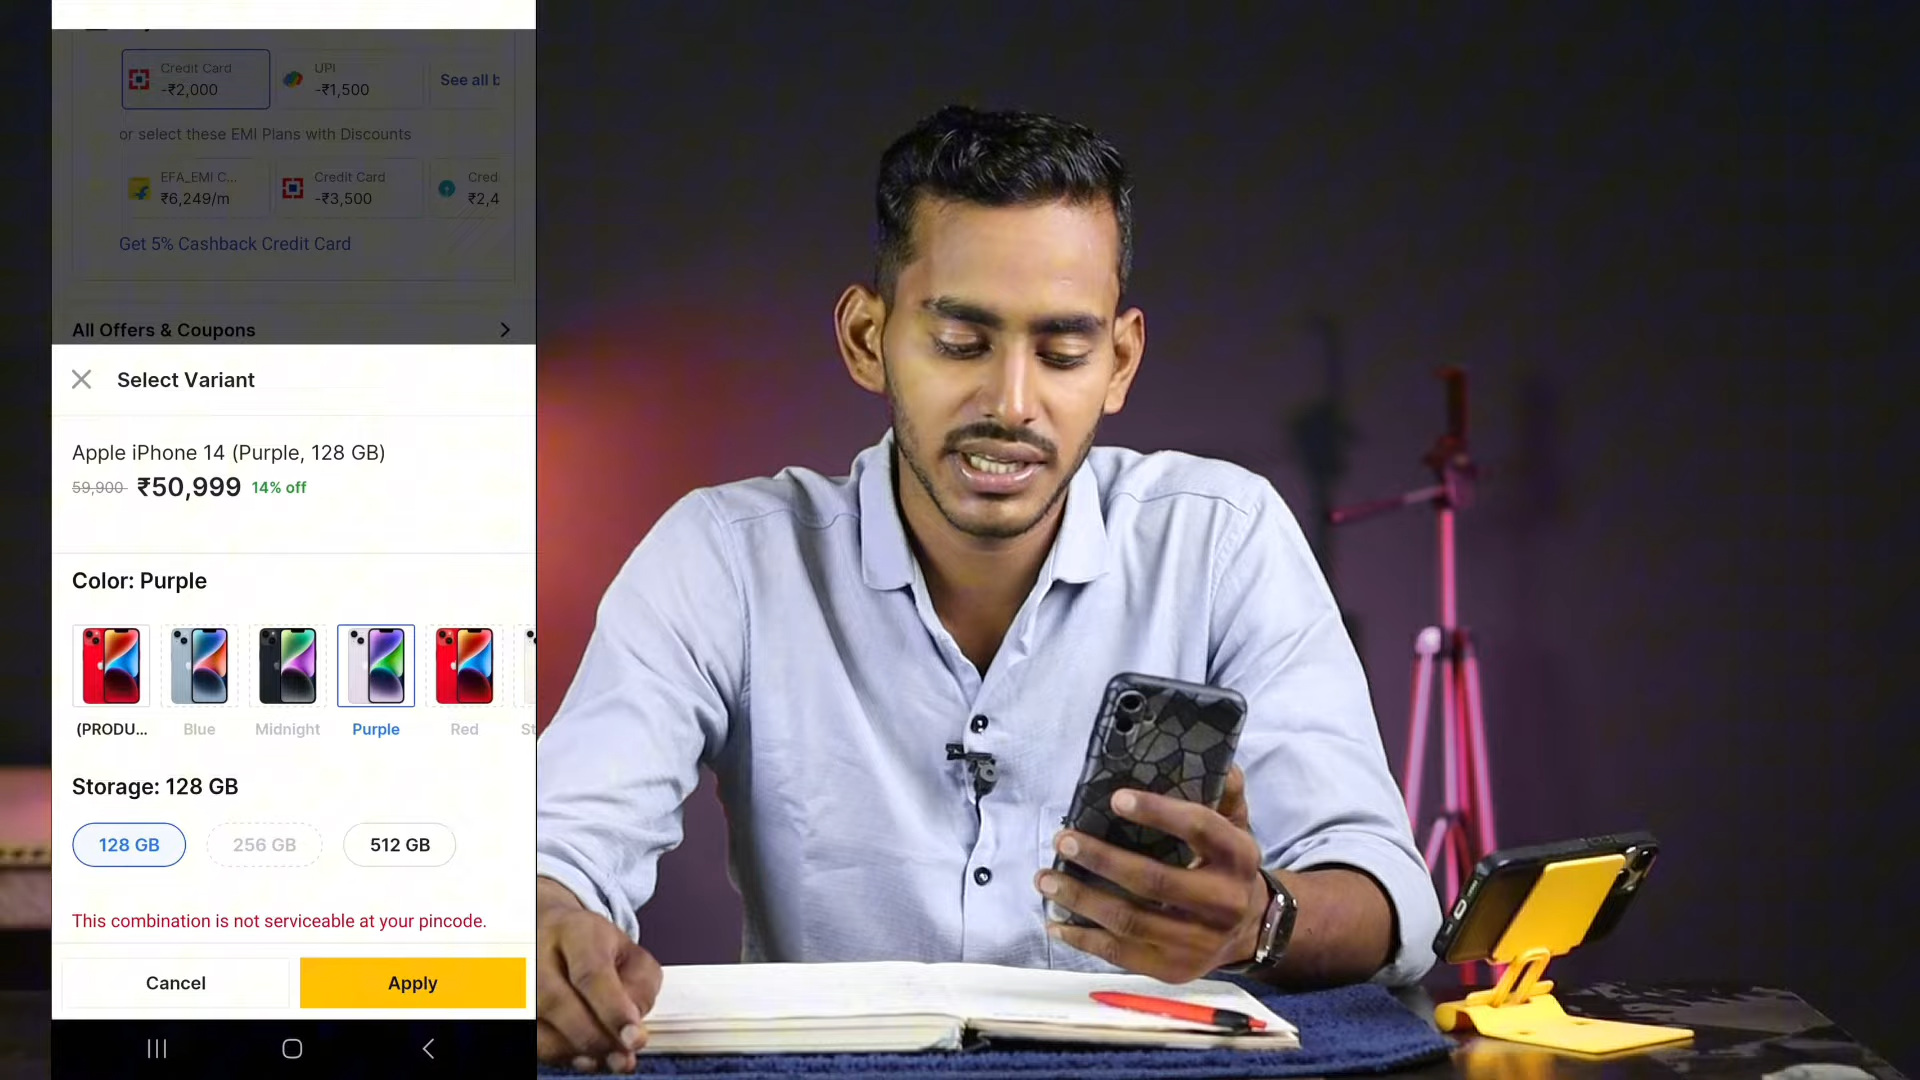 Credit Card
-₹2,000
UPI
-₹1,500
See all b
or select these EMI Plans with Discounts
EFA_EMI C...
₹6,249/m
Credit Card
-₹3,500
Cred
₹2,4
Get 5% Cashback Credit Card
All Offers & Coupons
Select Variant
Apple iPhone 14 (Purple, 128 GB)
59,900 ₹50,999 14% off
Color: Purple
(PRODU... Blue Midnight Purple Red St
Storage: 128 GB
128 GB 256 GB 512 GB
This combination is not serviceable at your pincode.
Cancel Apply